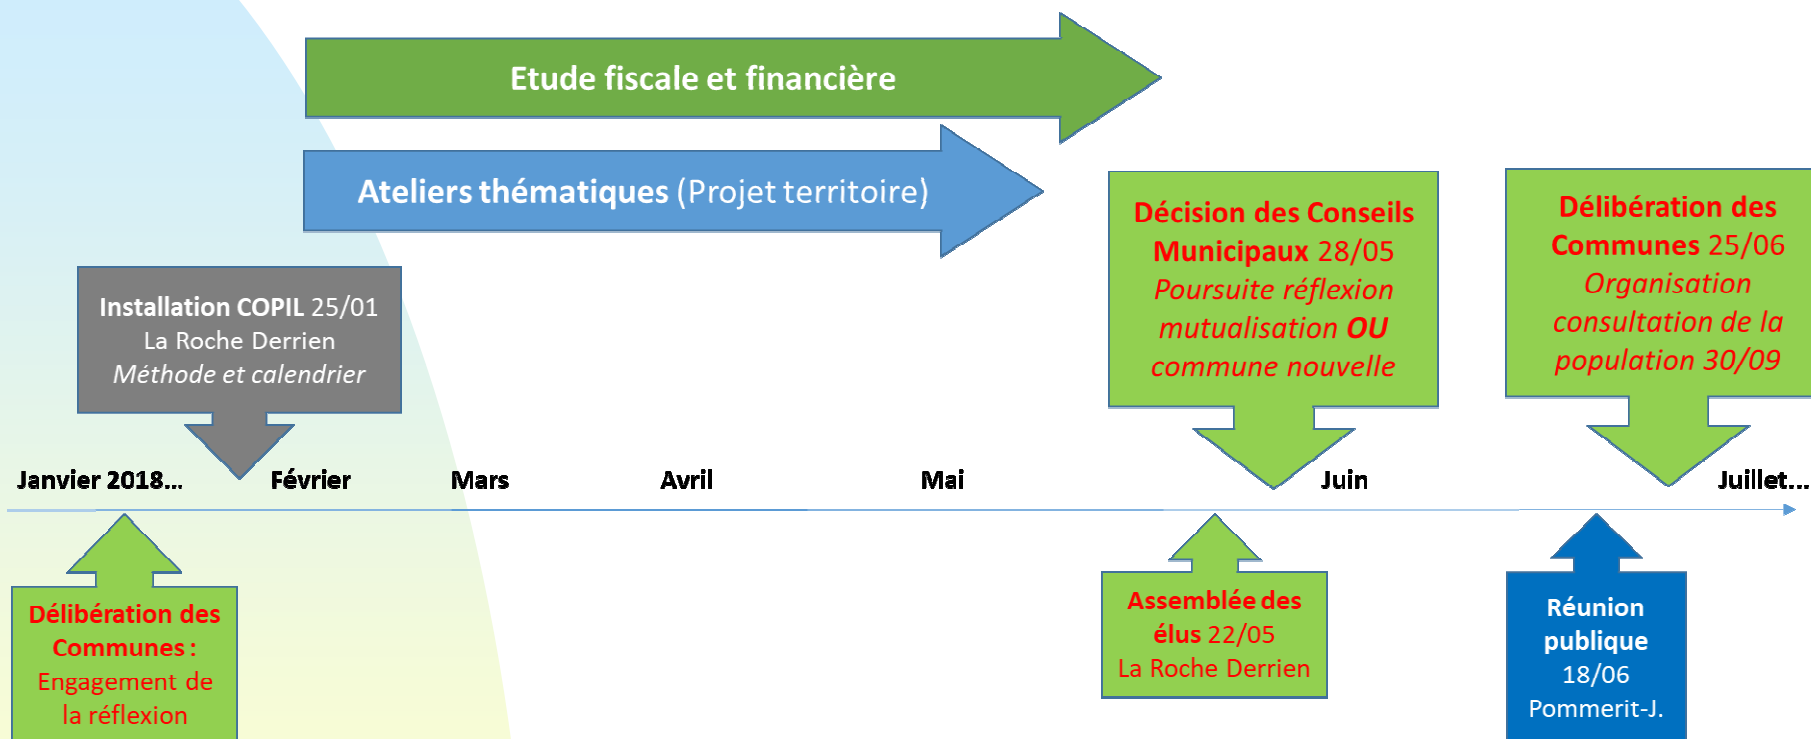 Etude fiscale et financière
Ateliers thématiques (Projet territoire)
Installation COPIL 25/01
La Roche Derrien
Méthode et calendrier
Décision des Conseils
Municipaux 28/05
Poursuite réflexion
mutualisation OU
commune nouvelle
Délibération des
Communes 25/06
Organisation
consultation de la
population 30/09
Janvier 2018... Février Mars Avril Mai Juin Juillet...
Délibération des
Communes :
Engagement de
la réflexion
Assemblée des
élus 22/05
La Roche Derrien
Réunion
publique
18/06
Pommerit-J.